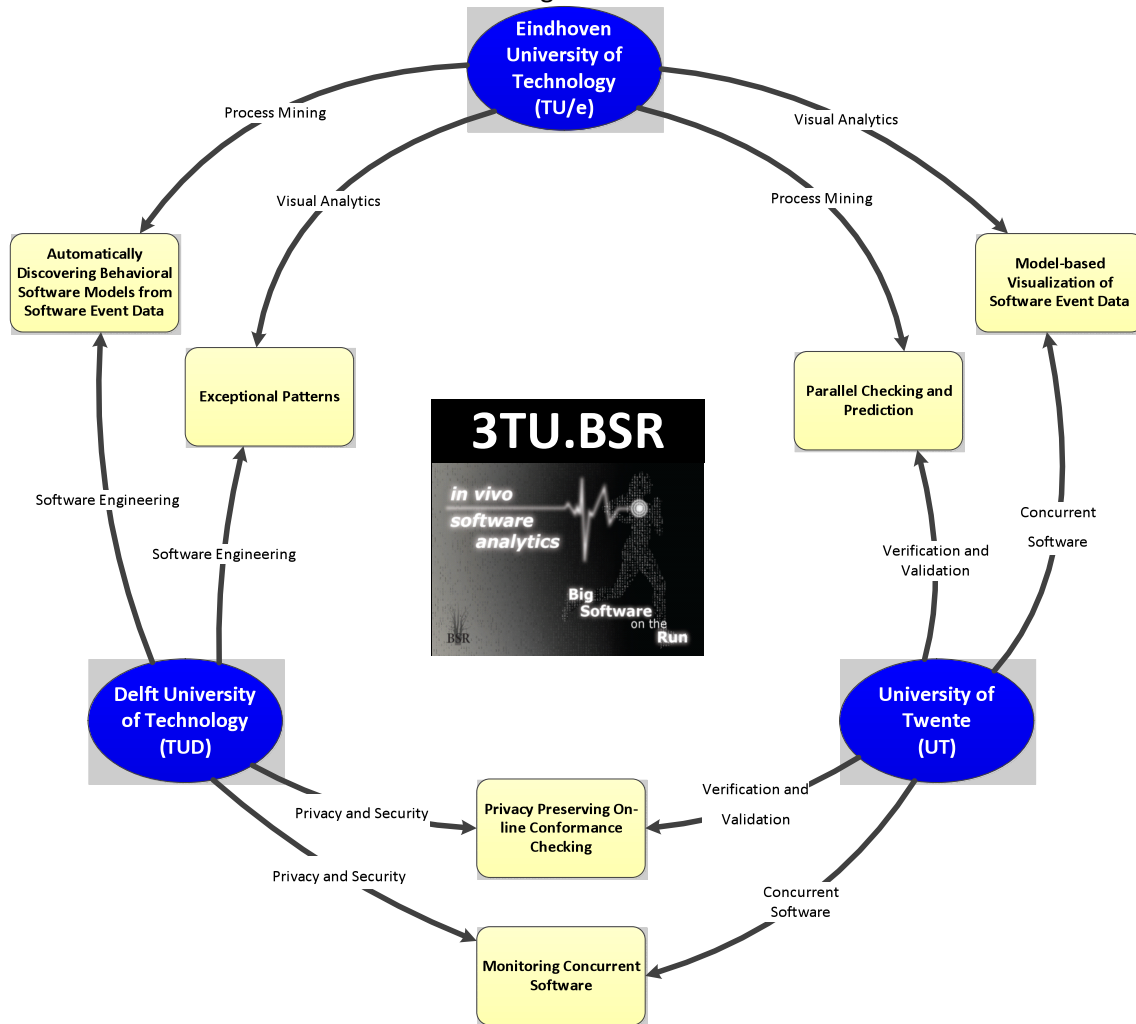 Eindhoven
University of
Technology
(TU/e)
Process Mining
Visual Analytics
Visual Analytics
Process Mining
Automatically
Discovering Behavioral
Software Models from
Software Event Data
Model-based
Visualization of
Software Event Data
Exceptional Patterns
Parallel Checking and
Prediction
3TU.BSR
in vivo
software
analytics
Big
Software
on the
Run
BSR
Software Engineering
Software Engineering
Concurrent
Software
Verification and
Validation
Delft University
of Technology
(TUD)
University of
Twente
(UT)
Privacy and Security
Privacy Preserving On-
line Conformance
Checking
Verification and
Validation
Privacy and Security
Concurrent
Software
Monitoring Concurrent
Software